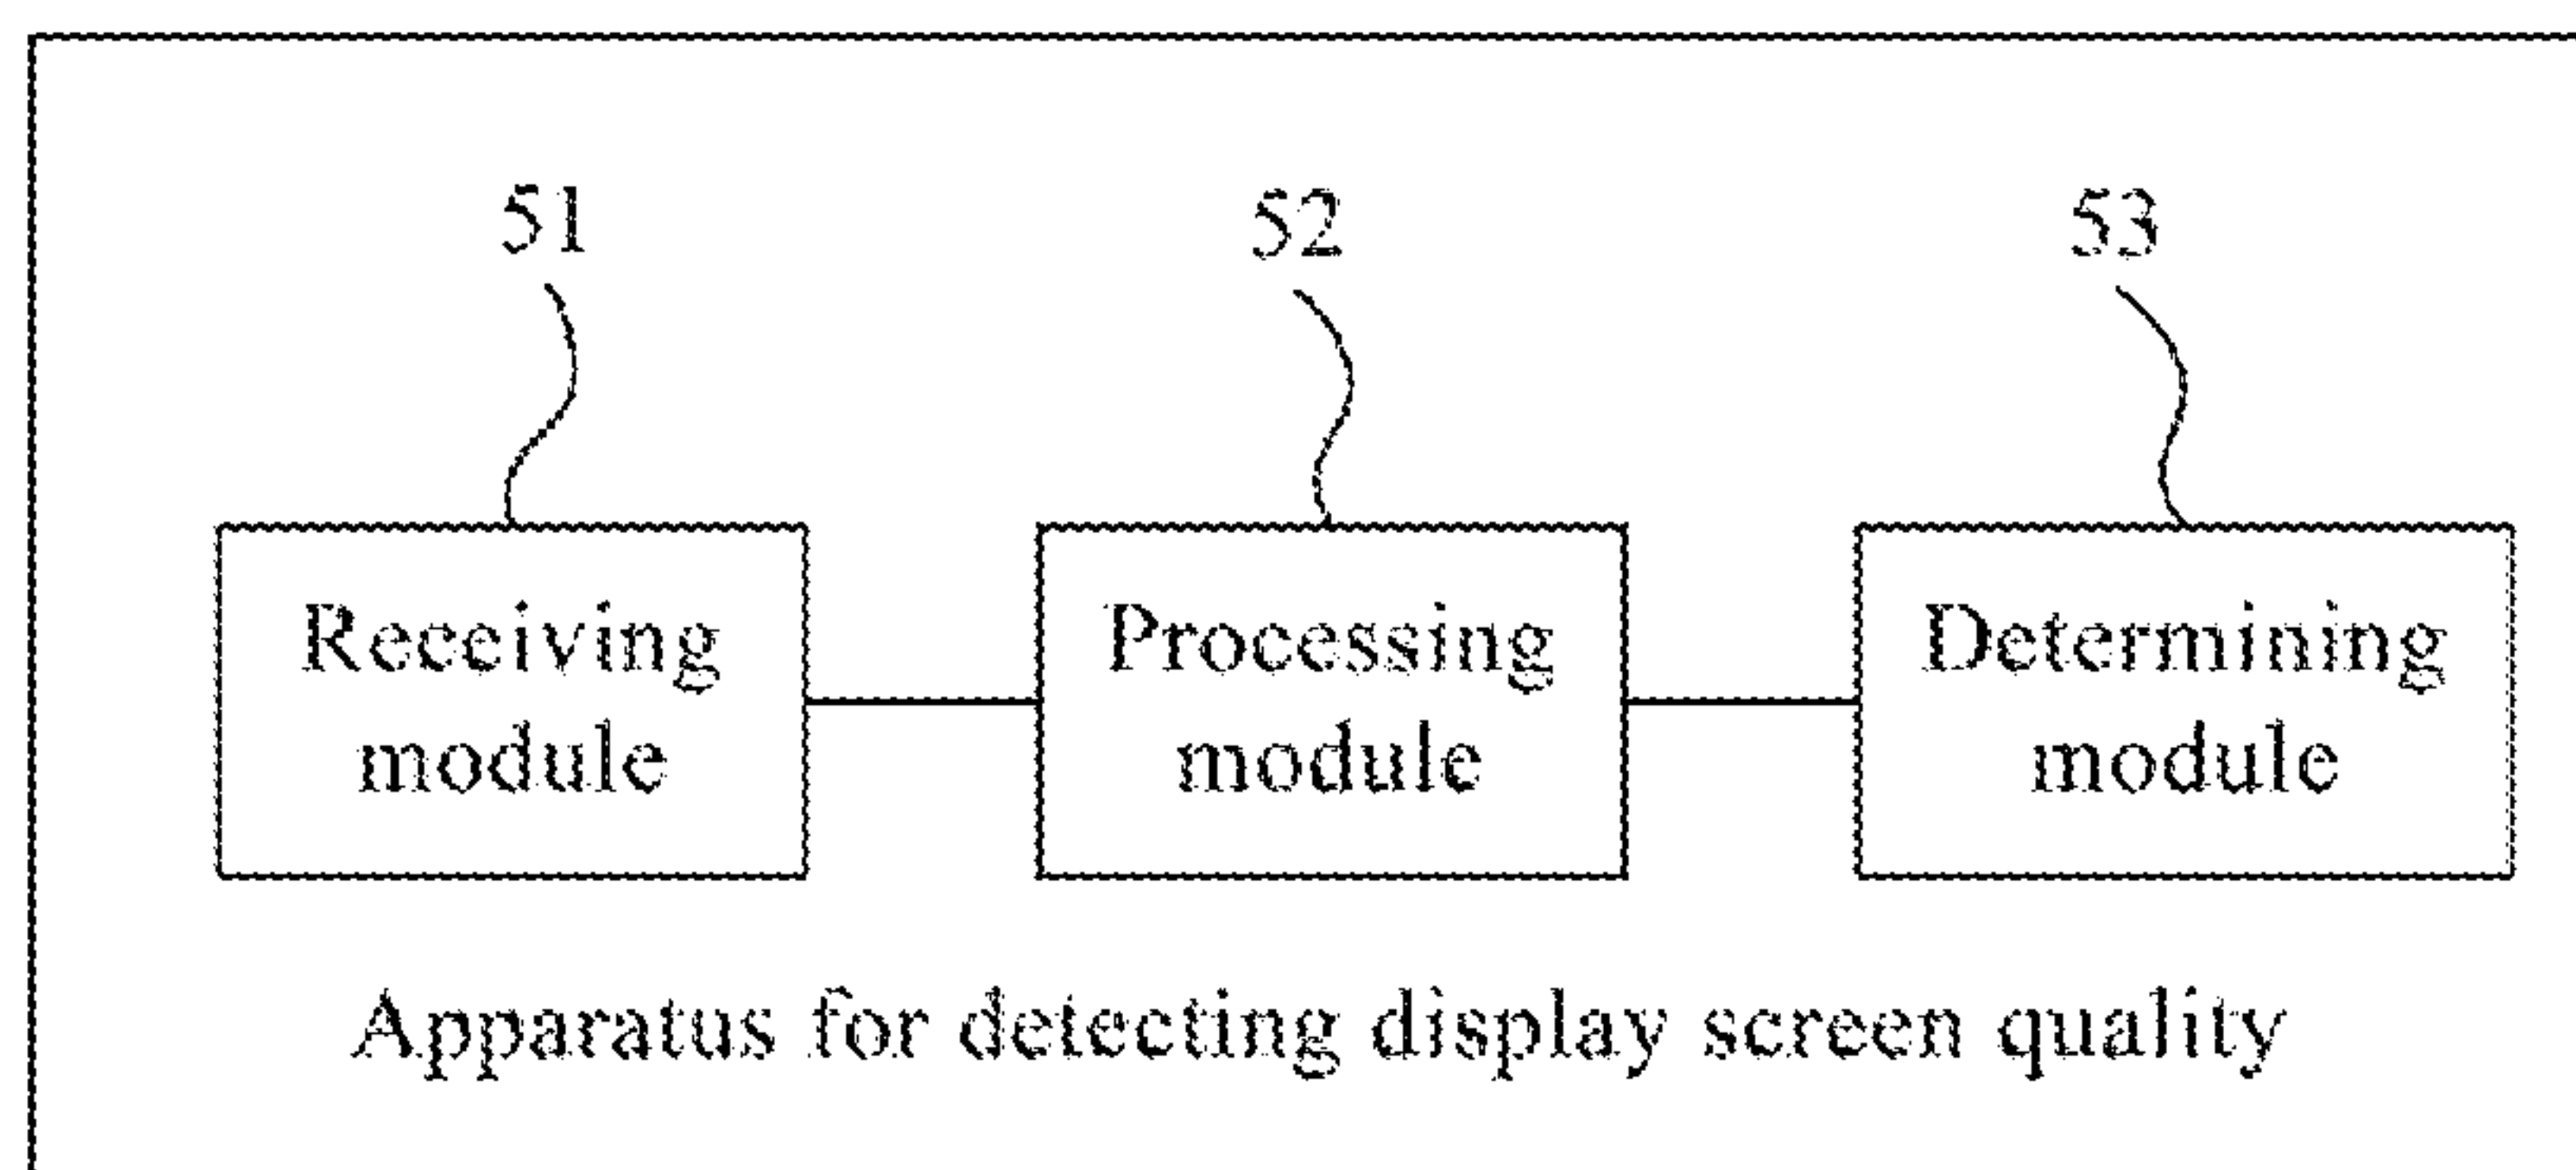 51
52
53
Receiving
module
Processing
module
Determining
module
Apparatus for detecting display screen quality